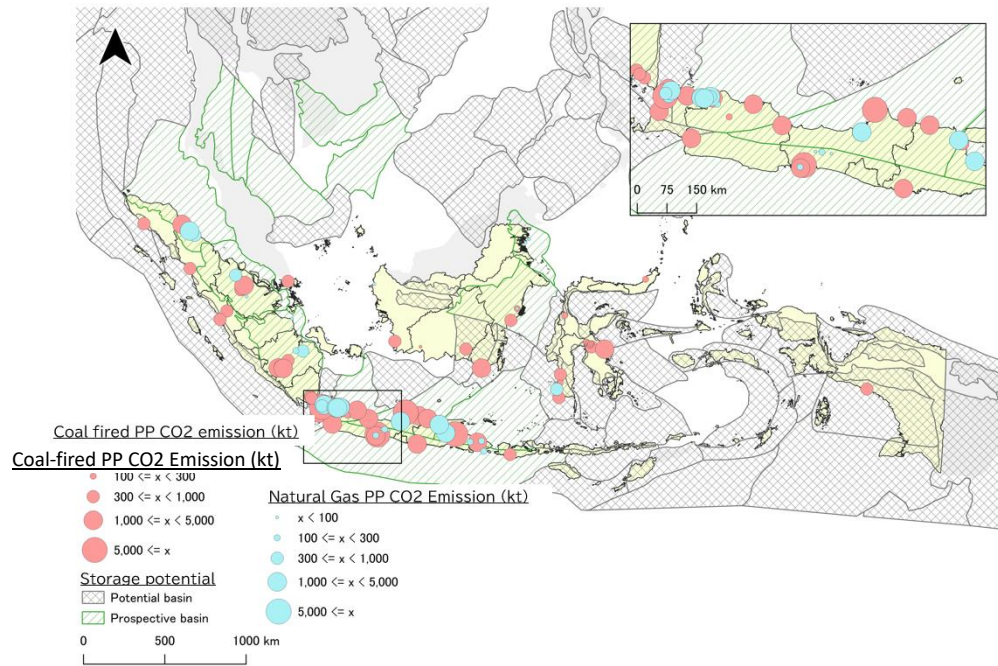 0 75 150 km
Coal fired PP CO2 emission (kt)
Coal-fired PP CO2 Emission (kt)
100 <= x < 300
300 <= x < 1,000
1,000 <= x < 5,000
5,000 <= x
Storage potential
Potential basin
Prospective basin
0 500 1000 km
Natural Gas PP CO2 Emission (kt)
x < 100
100 <= x < 300
300 <= x < 1,000
1,000 <= x < 5,000
5,000 <= x